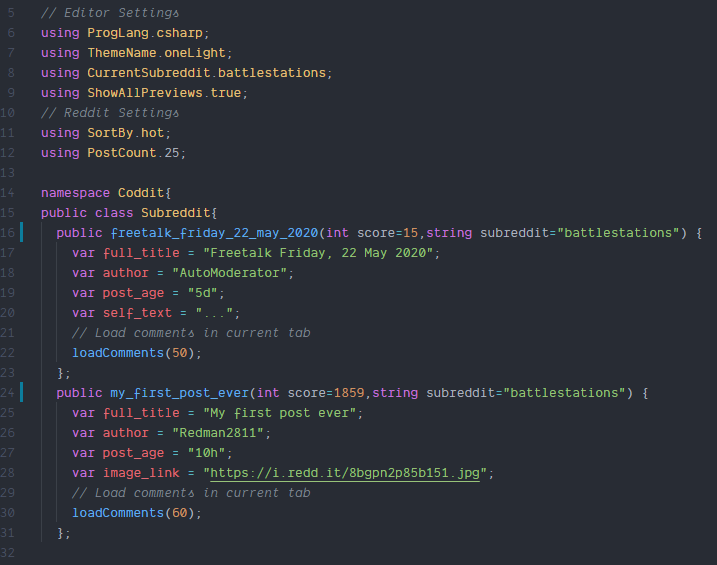 5 // Editor Settings
6 using ProgLang.csharp;
7 using ThemeName.oneLight;
8 using CurrentSubreddit.battlestations;
9 using ShowAllPreviews.true;
10 // Reddit Settings
11 using SortBy.hot;
12 using PostCount.25;
13
14 namespace Coddit{
15 public class Subreddit{
16 public freetalk_friday_22_may_2020(int score=15,string subreddit="battlestations") {
17 var full_title = "Freetalk Friday, 22 May 2020";
18 var author = "AutoModerator";
19 var post_age = "5d";
20 var self_text = "...";
21 // Load comments in current tab
22 loadComments(50);
23 };
24 public my_first_post_ever(int score=1859,string subreddit="battlestations") {
25 var full_title = "My first post ever";
26 var author = "Redman2811";
27 var post_age = "10h";
28 var image_link = "https://i.redd.it/8bgpn2p85b151.jpg";
29 // Load comments in current tab
30 loadComments(60);
31 };
32